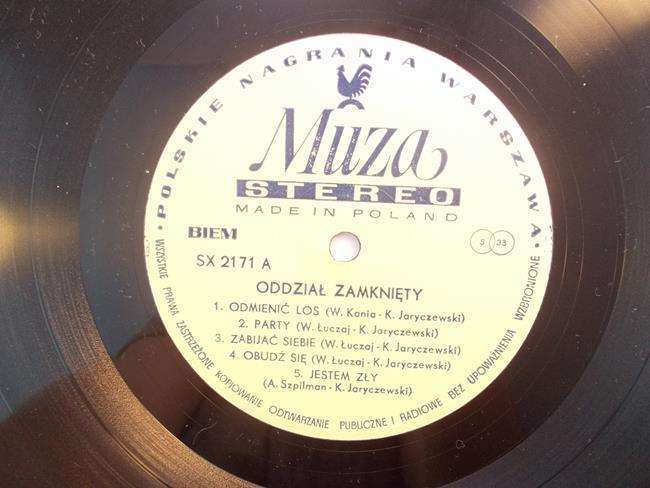 • POLSKIE NAGRANIA WARSZAWA •
Muza
STEREO
MADE IN POLAND
BIEM
S 33
SX 2171 A
ODDZIAŁ ZAMKNIĘTY
1. ODMIENIĆ LOS (W. Kania - K. Jaryczewski)
2. PARTY (W. Łuczaj - K. Jaryczewski)
3. ZABIJAĆ SIEBIE (W. Łuczaj - K. Jaryczewski)
4. OBUDŹ SIĘ (W. Łuczaj - K. Jaryczewski)
5. JESTEM ZŁY
(A. Szpilman - K. Jaryczewski)
WSZYSTKIE PRAWA ZASTRZEŻONE KOPIOWANIE ODTWARZANIE PUBLICZNE I RADIOWE BEZ UPOWAŻNIENIA WZBRONIONE